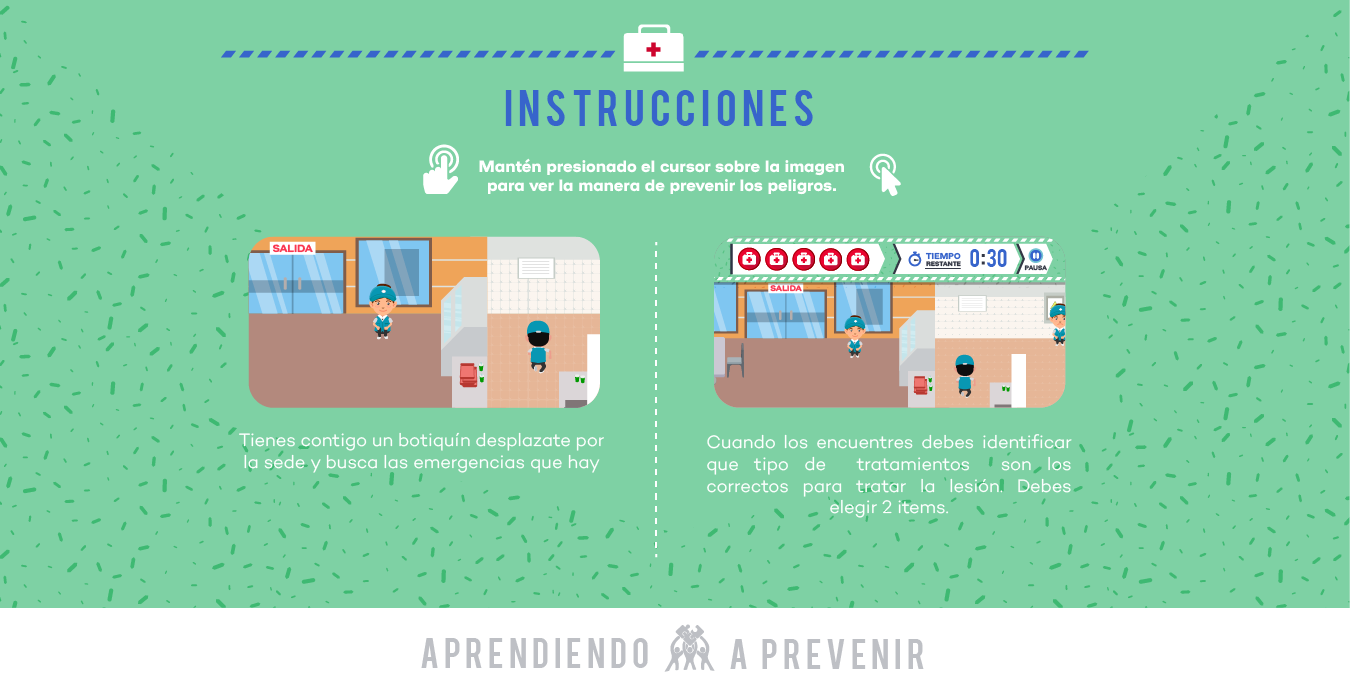 INSTRUCCIONES
Mantén presionado el cursor sobre la imagen
para ver la manera de prevenir los peligros.
SALIDA
Tienes contigo un botiquín desplazate por
la sede y busca las emergencias que hay
TIEMPO
RESTANTE
0:30
PAUSA
SALIDA
Cuando los encuentres debes identificar
que tipo de tratamientos son los
correctos para tratar la lesión. Debes
elegir 2 items.
APRENDIENDO A PREVENIR